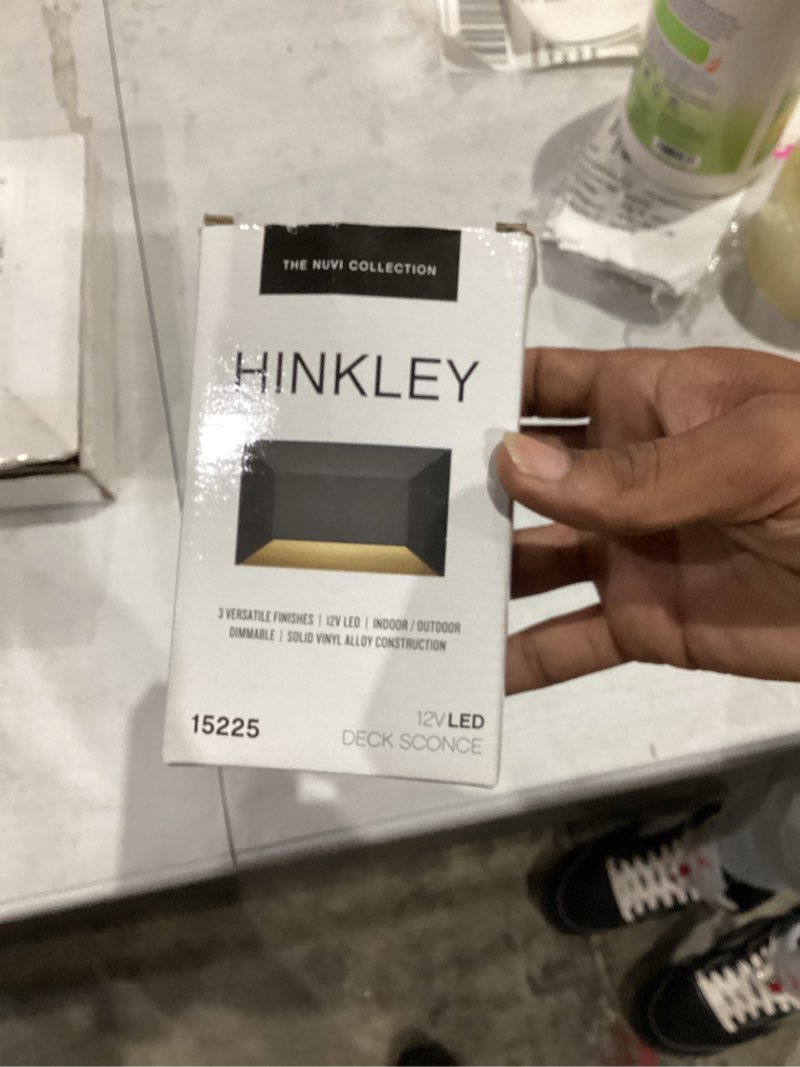 THE NUVI COLLECTION
HINKLEY
3 VERSATILE FINISHES | 12V LED | INDOOR / OUTDOOR
DIMMABLE | SOLID VINYL ALLOY CONSTRUCTION
15225
12V LED
DECK SCONCE